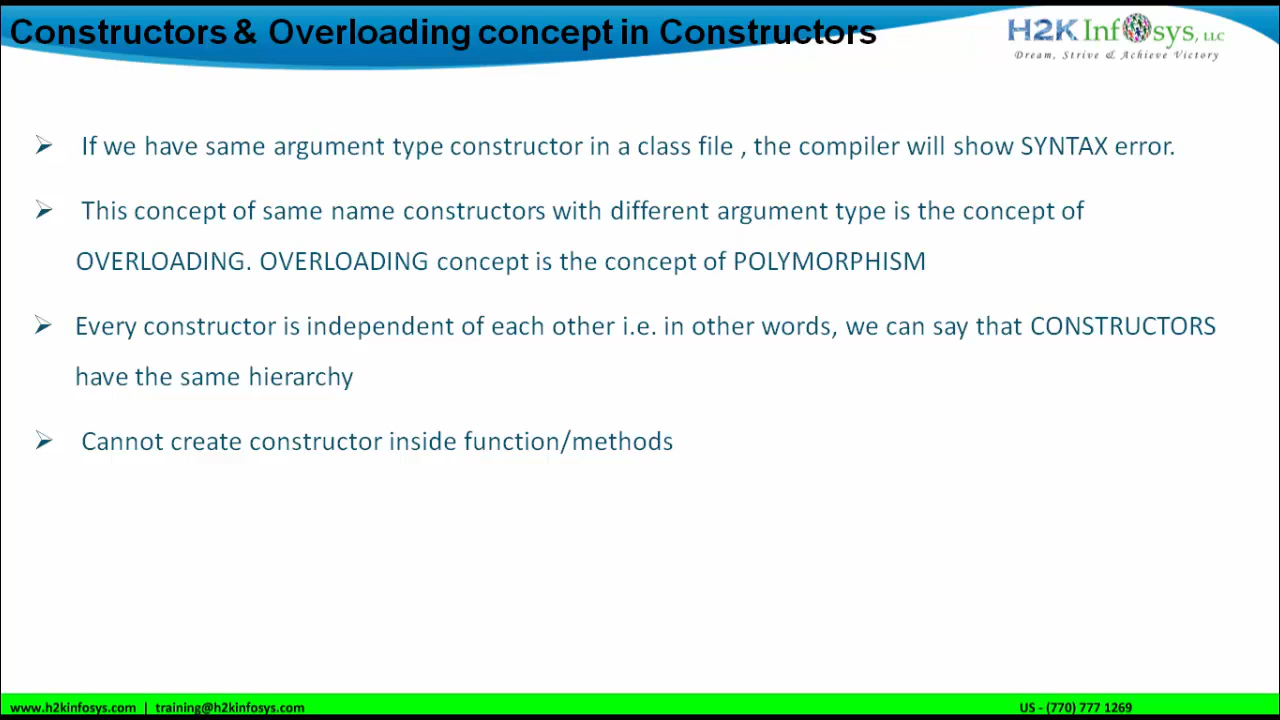 Constructors & Overloading concept in Constructors
H2K Infosys, LLC
Dream, Strive & Achieve Victory
If we have same argument type constructor in a class file , the compiler will show SYNTAX error.
This concept of same name constructors with different argument type is the concept of
OVERLOADING. OVERLOADING concept is the concept of POLYMORPHISM
Every constructor is independent of each other i.e. in other words, we can say that CONSTRUCTORS
have the same hierarchy
Cannot create constructor inside function/methods
www.h2kinfosys.com | training@h2kinfosys.com
US - (770) 777 1269